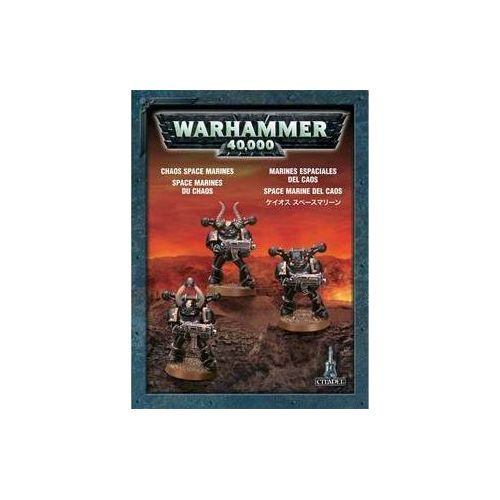 WARHAMMER
40,000
CHAOS SPACE MARINES
SPACE MARINES
DU CHAOS
MARINES ESPACIALES
DEL CAOS
SPACE MARINE DEL CAOS
ケイオス スペースマリーン
CITADEL